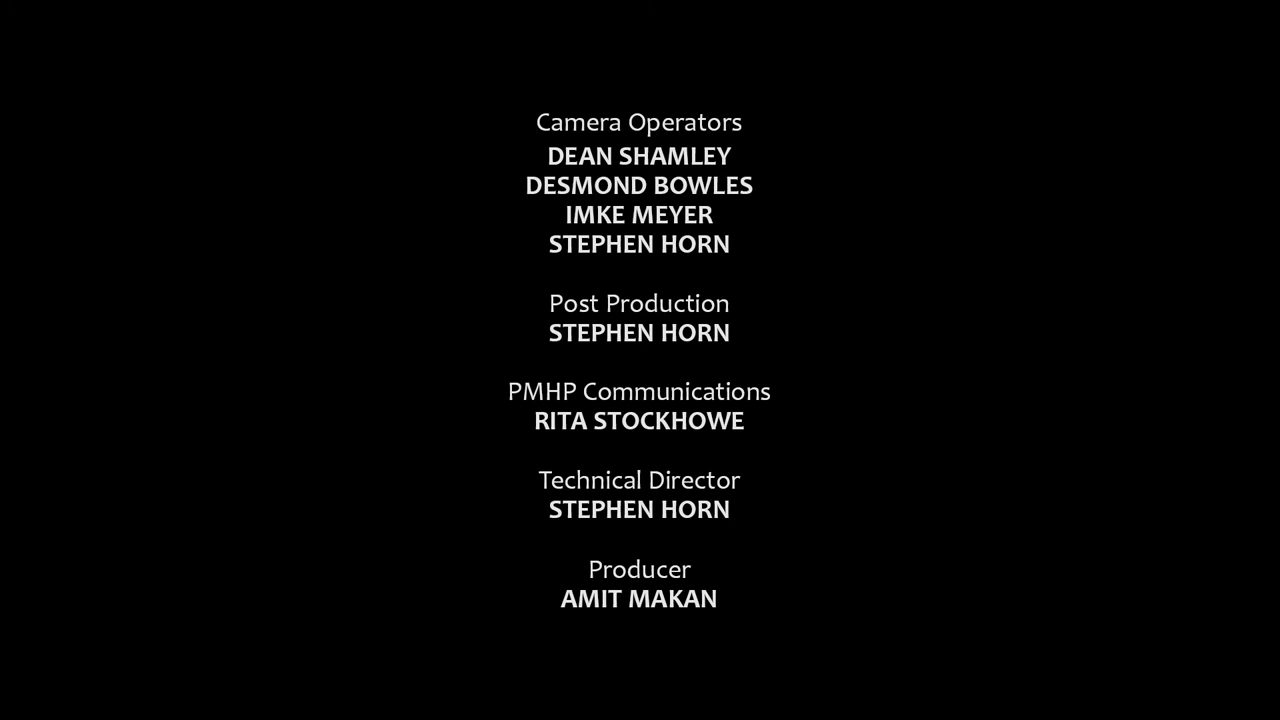 Camera Operators
DEAN SHAMLEY
DESMOND BOWLES
IMKE MEYER
STEPHEN HORN
Post Production
STEPHEN HORN
PMHP Communications
RITA STOCKHOWE
Technical Director
STEPHEN HORN
Producer
AMIT MAKAN